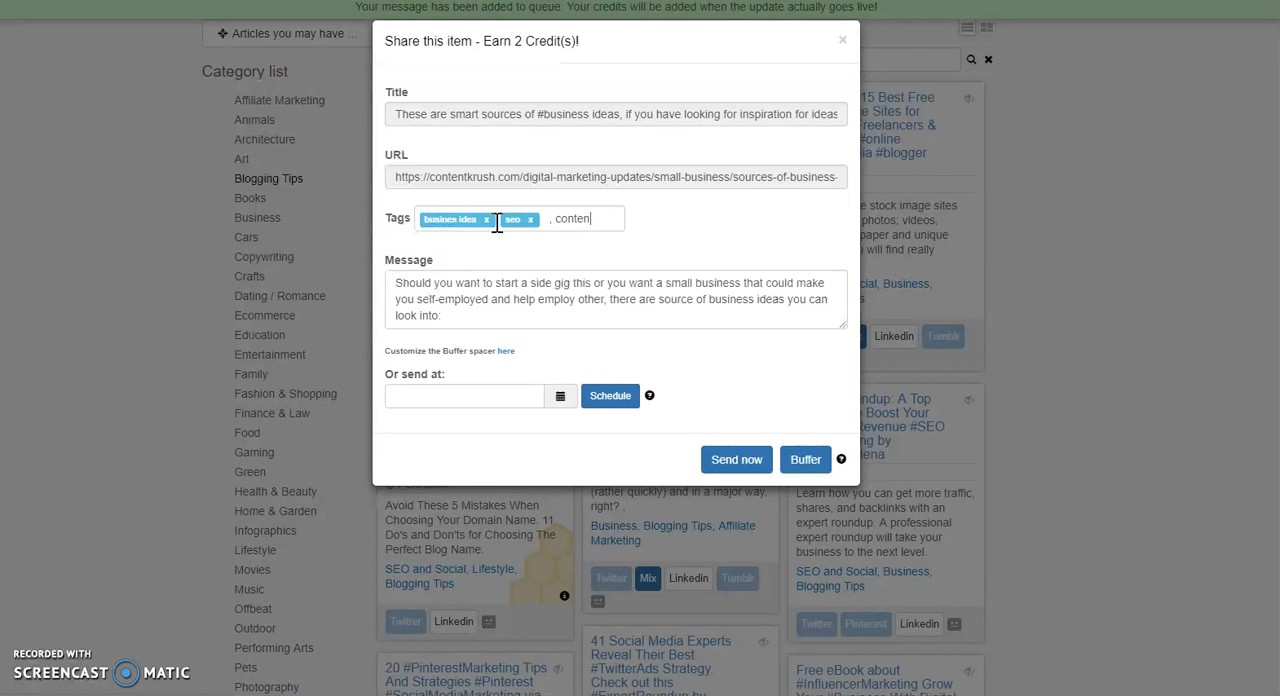 Your message has been added to queue. Your credits will be added when the update actually goes live!
Articles you may have ...
Category list
Affiliate Marketing
Animals
Architecture
Art
Blogging Tips
Books
Business
Cars
Copywriting
Crafts
Dating / Romance
Ecommerce
Education
Entertainment
Family
Fashion & Shopping
Finance & Law
Food
Gaming
Green
Health & Beauty
Home & Garden
Infographics
Lifestyle
Movies
Music
Offbeat
Outdoor
Performing Arts
Pets
Photography
Share this item - Earn 2 Credit(s)!
×
Title
These are smart sources of #business ideas, if you have looking for inspiration for ideas
URL
https://contentkrush.com/digital-marketing-updates/small-business/sources-of-business-
Tags
busines idea x
seo x
, conten
Message
Should you want to start a side gig this or you want a small business that could make
you self-employed and help employ other, there are source of business ideas you can
look into:
Customize the Buffer spacer here
Or send at:
Schedule
Send now
Buffer
Avoid These 5 Mistakes When
Choosing Your Domain Name. 11
Do's and Don'ts for Choosing The
Perfect Blog Name.
SEO and Social, Lifestyle,
Blogging Tips
Twitter
Linkedin
20 #PinterestMarketing Tips
And Strategies #Pinterest
#SocialMediaMarketing via
(rather quickly) and in a major way,
right? ,
Business, Blogging Tips, Affiliate
Marketing
Twitter
Mix
Linkedin
Tumblr
41 Social Media Experts
Reveal Their Best
#TwitterAds Strategy.
Check out this
#ExpertRoundup by
15 Best Free
Sites for
reelancers &
#online
ia #blogger
stock image sites
photos; videos,
paper and unique
will find really
cial, Business,
s
Linkedin
Tumblr
ndup: A Top
Boost Your
evenue #SEO
ng by
ena
Learn how you can get more traffic,
shares, and backlinks with an
expert roundup. A professional
expert roundup will take your
business to the next level.
SEO and Social, Business,
Blogging Tips
Twitter
Pinterest
Linkedin
Free eBook about
#InfluencerMarketing Grow
RECORDED WITH
SCREENCAST MATIC